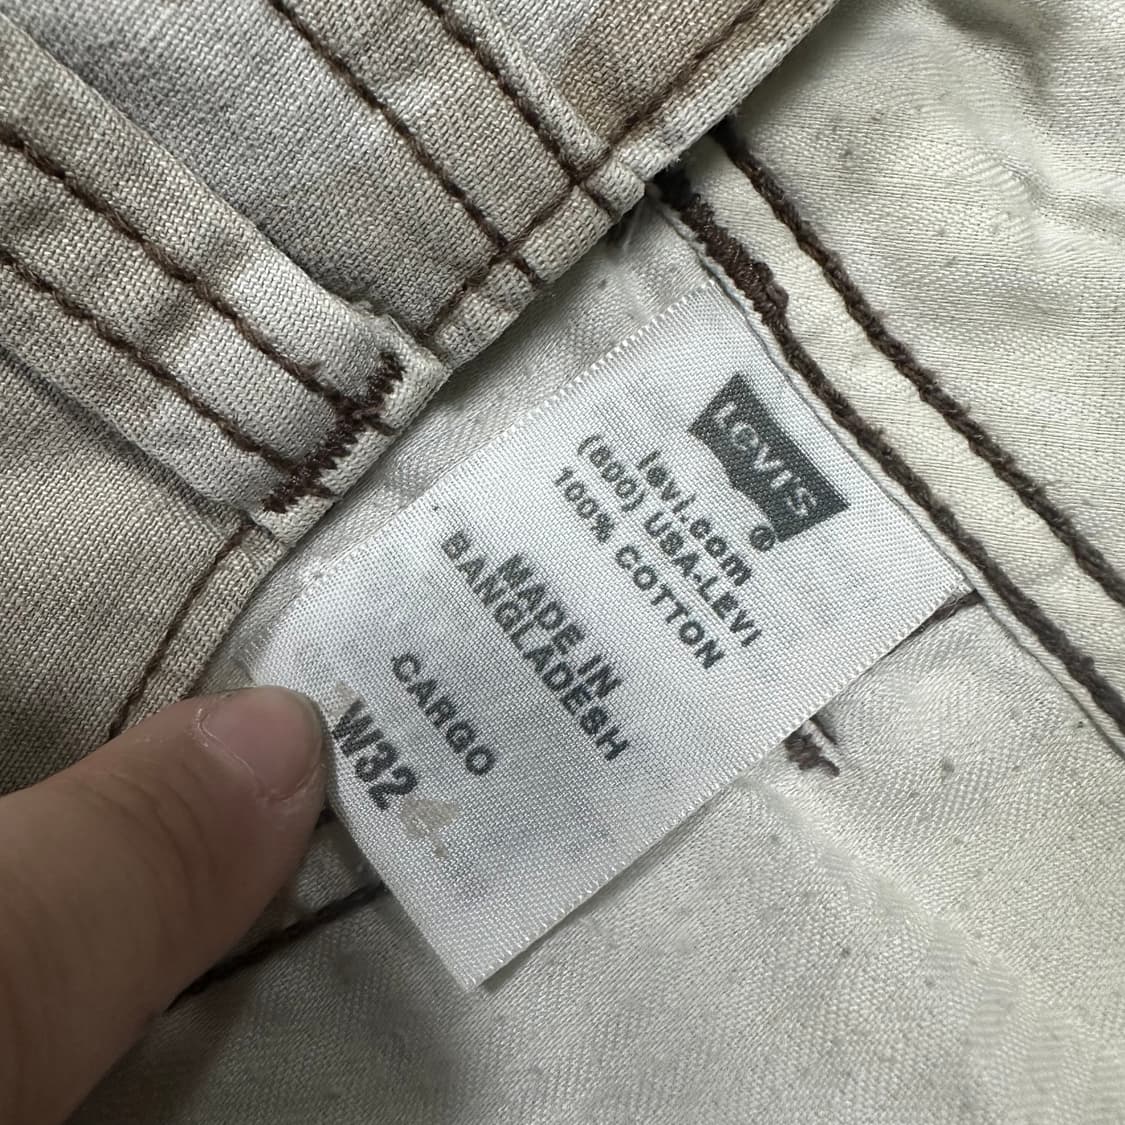 LEVI'S
®
levi.com
(800) USA-LEVI
100% COTTON
MADE IN
BANGLADESH
CARGO
W32